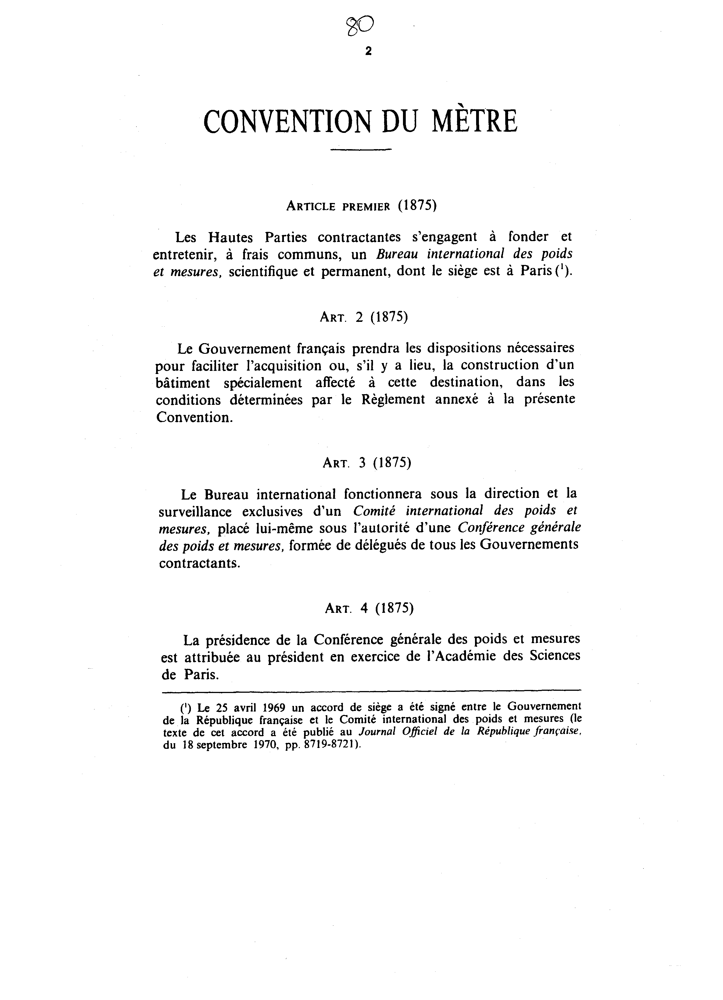 80
2
CONVENTION DU MÈTRE
ARTICLE PREMIER (1875)
Les Hautes Parties contractantes s'engagent à fonder et
entretenir, à frais communs, un Bureau international des poids
et mesures, scientifique et permanent, dont le siège est à Paris (¹).
ART. 2 (1875)
Le Gouvernement français prendra les dispositions nécessaires
pour faciliter l'acquisition ou, s'il y a lieu, la construction d'un
bâtiment spécialement affecté à cette destination, dans les
conditions déterminées par le Règlement annexé à la présente
Convention.
ART. 3 (1875)
Le Bureau international fonctionnera sous la direction et la
surveillance exclusives d'un Comité international des poids et
mesures, placé lui-même sous l'autorité d'une Conférence générale
des poids et mesures, formée de délégués de tous les Gouvernements
contractants.
ART. 4 (1875)
La présidence de la Conférence générale des poids et mesures
est attribuée au président en exercice de l'Académie des Sciences
de Paris.
(¹) Le 25 avril 1969 un accord de siège a été signé entre le Gouvernement
de la République française et le Comité international des poids et mesures (le
texte de cet accord a été publié au Journal Officiel de la République française,
du 18 septembre 1970, pp. 8719-8721).